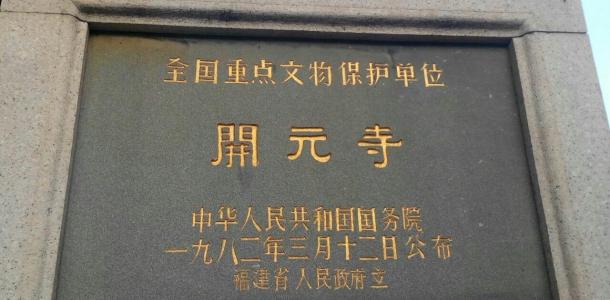 全国重点文物保护单位
開元寺
中华人民共和国国务院
一九八二年三月十二日公布
福建省人民政府立